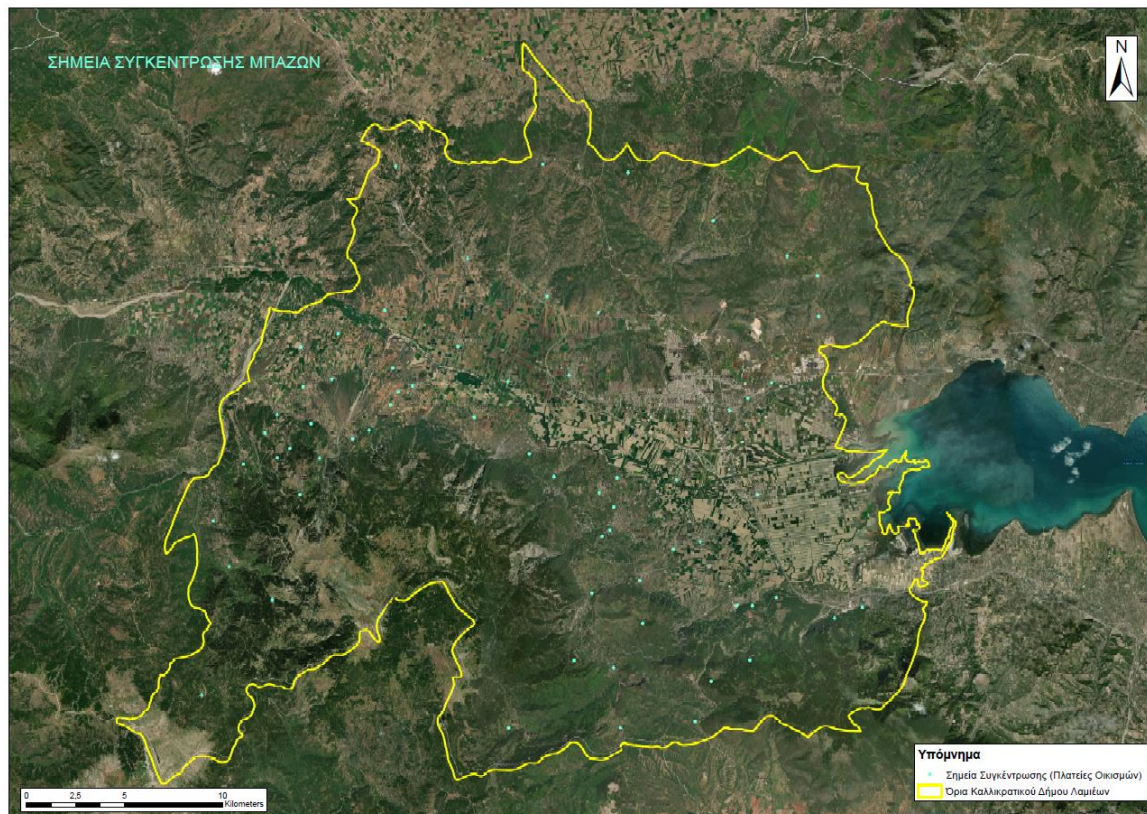 ΣΗΜΕΙΑ ΣΥΓΚΕΝΤΡΩΣΗΣ ΜΠΑΖΩΝ
N
Υπόμνημα
Σημεία Συγκέντρωσης (Πλατείες Οικισμών)
Όρια Καλλικρατικού Δήμου Λαμιέων
0 2,5 5 10
Kilometers